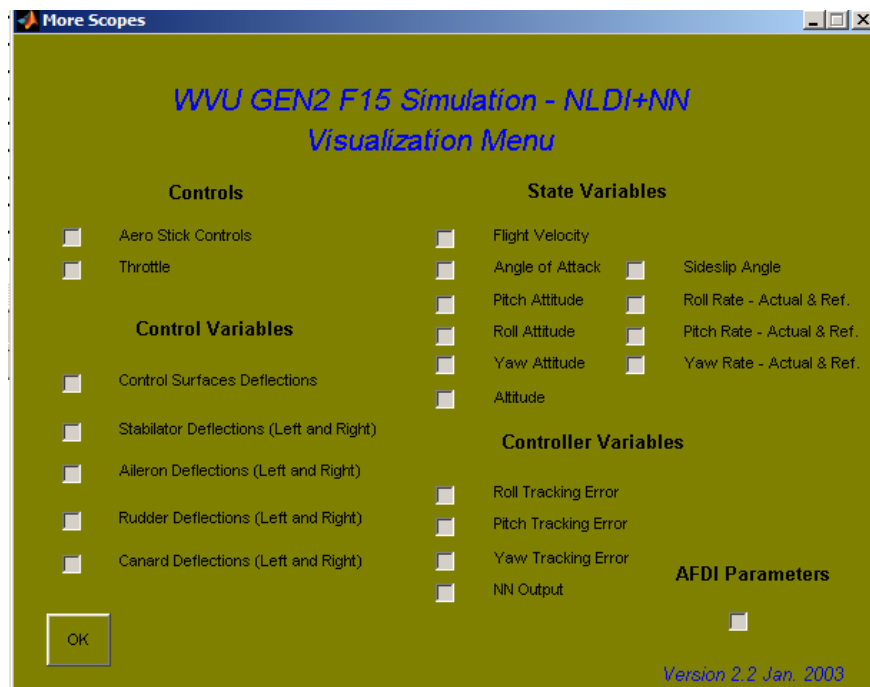 More Scopes
WVU GEN2 F15 Simulation - NLDI+NN
Visualization Menu
Controls
Aero Stick Controls
Throttle
Control Variables
Control Surfaces Deflections
Stabilator Deflections (Left and Right)
Aileron Deflections (Left and Right)
Rudder Deflections (Left and Right)
Canard Deflections (Left and Right)
OK
State Variables
Flight Velocity
Angle of Attack
Pitch Attitude
Roll Attitude
Yaw Attitude
Altitude
Sideslip Angle
Roll Rate - Actual & Ref.
Pitch Rate - Actual & Ref.
Yaw Rate - Actual & Ref.
Controller Variables
Roll Tracking Error
Pitch Tracking Error
Yaw Tracking Error
NN Output
AFDI Parameters
Version 2.2 Jan. 2003